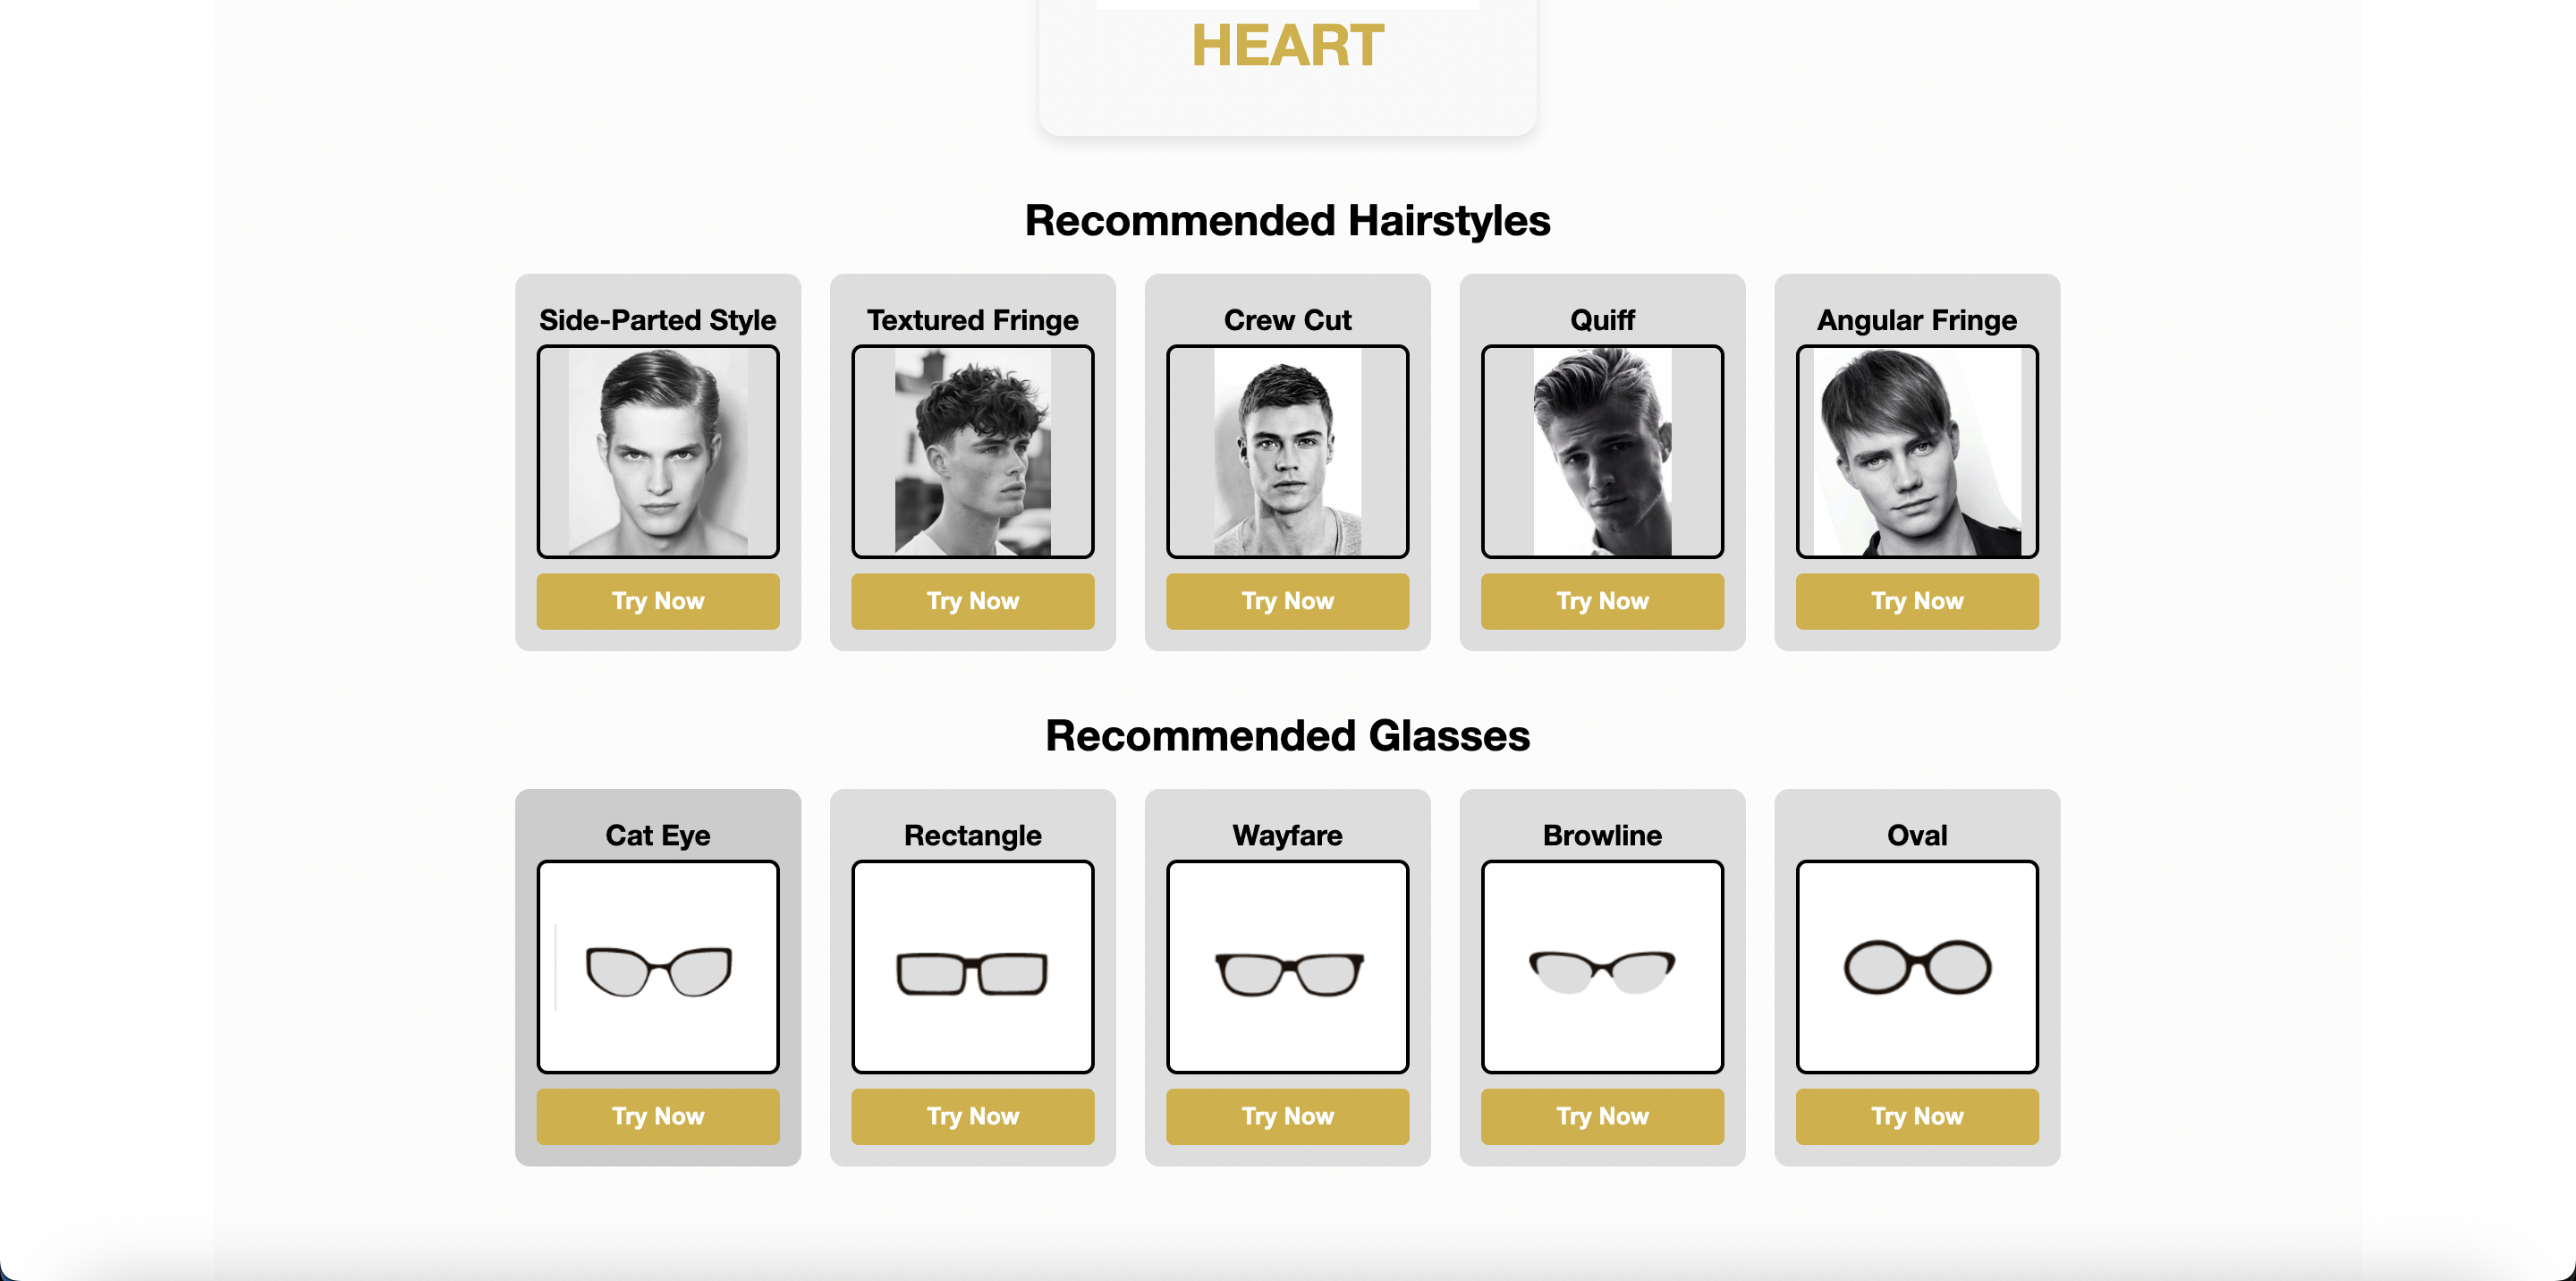 HEART
Recommended Hairstyles
Side-Parted Style
Textured Fringe
Crew Cut
Quiff
Angular Fringe
Try Now
Try Now
Try Now
Try Now
Try Now
Recommended Glasses
Cat Eye
Rectangle
Wayfare
Browline
Oval
Try Now
Try Now
Try Now
Try Now
Try Now